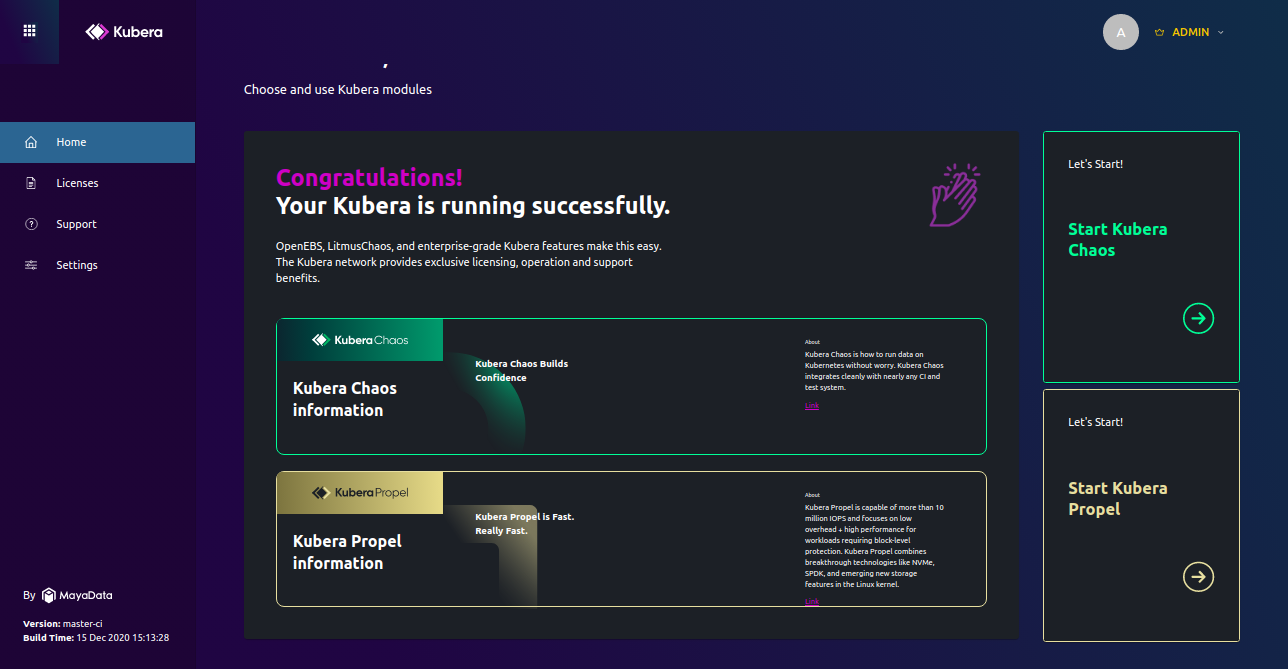 Kubera
A
ADMIN
Choose and use Kubera modules
Home
Licenses
Support
Settings
Congratulations!
Your Kubera is running successfully.
OpenEBS, LitmusChaos, and enterprise-grade Kubera features make this easy.
The Kubera network provides exclusive licensing, operation and support
benefits.
KuberaChaos
Kubera Chaos
information
Kubera Chaos Builds
Confidence
About
Kubera Chaos is how to run data on
Kubernetes without worry. Kubera Chaos
integrates cleanly with nearly any CI and
test system.
Link
KuberaPropel
Kubera Propel
information
Kubera Propel is Fast.
Really Fast.
About
Kubera Propel is capable of more than 10
million IOPS and focuses on low
overhead + high performance for
workloads requiring block-level
protection. Kubera Propel combines
breakthrough technologies like NVMe,
SPDK, and emerging new storage
features in the Linux kernel.
Link
Let's Start!
Start Kubera
Chaos
Let's Start!
Start Kubera
Propel
By MayaData
Version: master-ci
Build Time: 15 Dec 2020 15:13:28